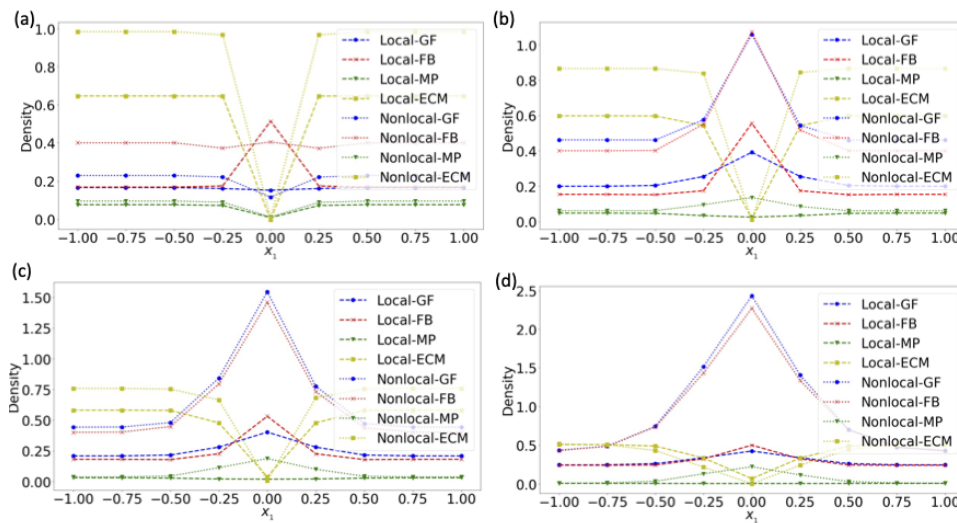 (a)
1.0
0.8
0.6
0.4
0.2
0.0
Density
Local-GF
Local-FB
Local-MP
Local-ECM
Nonlocal-GF
Nonlocal-FB
Nonlocal-MP
Nonlocal-ECM
−1.00 −0.75 −0.50 −0.25 0.00 0.25 0.50 0.75 1.00
x₁
(b)
1.0
0.8
0.6
0.4
0.2
0.0
Density
Local-GF
Local-FB
Local-MP
Local-ECM
Nonlocal-GF
Nonlocal-FB
Nonlocal-MP
Nonlocal-ECM
−1.00 −0.75 −0.50 −0.25 0.00 0.25 0.50 0.75 1.00
x₁
(c)
1.50
1.25
1.00
0.75
0.50
0.25
0.00
Density
Local-GF
Local-FB
Local-MP
Local-ECM
Nonlocal-GF
Nonlocal-FB
Nonlocal-MP
Nonlocal-ECM
−1.00 −0.75 −0.50 −0.25 0.00 0.25 0.50 0.75 1.00
x₁
(d)
2.5
2.0
1.5
1.0
0.5
0.0
Density
Local-GF
Local-FB
Local-MP
Local-ECM
Nonlocal-GF
Nonlocal-FB
Nonlocal-MP
Nonlocal-ECM
−1.00 −0.75 −0.50 −0.25 0.00 0.25 0.50 0.75 1.00
x₁